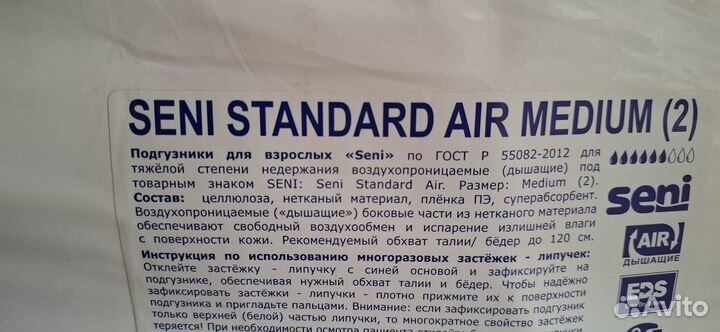 SENI STANDARD AIR MEDIUM (2)
Подгузники для взрослых «Seni» по ГОСТ Р 55082-2012 для
тяжёлой степени недержания воздухопроницаемые (дышащие) под
товарным знаком SENI: Seni Standard Air. Размер: Medium (2).
Состав: целлюлоза, нетканый материал, плёнка ПЭ, суперабсорбент.
Воздухопроницаемые («дышащие») боковые части из нетканого материала
обеспечивают свободный воздухообмен и испарение излишней влаги
с поверхности кожи. Рекомендуемый обхват талии/ бёдер до 120 см.
seni
AIR
ДЫШАЩИЕ
EDS
Инструкция по использованию многоразовых застёжек - липучек:
Отклейте застёжку - липучку с синей основой и зафиксируйте на
подгузнике, обеспечивая нужный обхват талии и бёдер. Чтобы надёжно
зафиксировать застёжки - липучки - плотно прижмите их к поверхности
подгузника и пригладьте пальцами. Внимание: если зафиксировать подгузник
только верхней (белой) частью липучки, то многократное свойство застёжек
теряется! При необходимости осмотра пациента
Avito